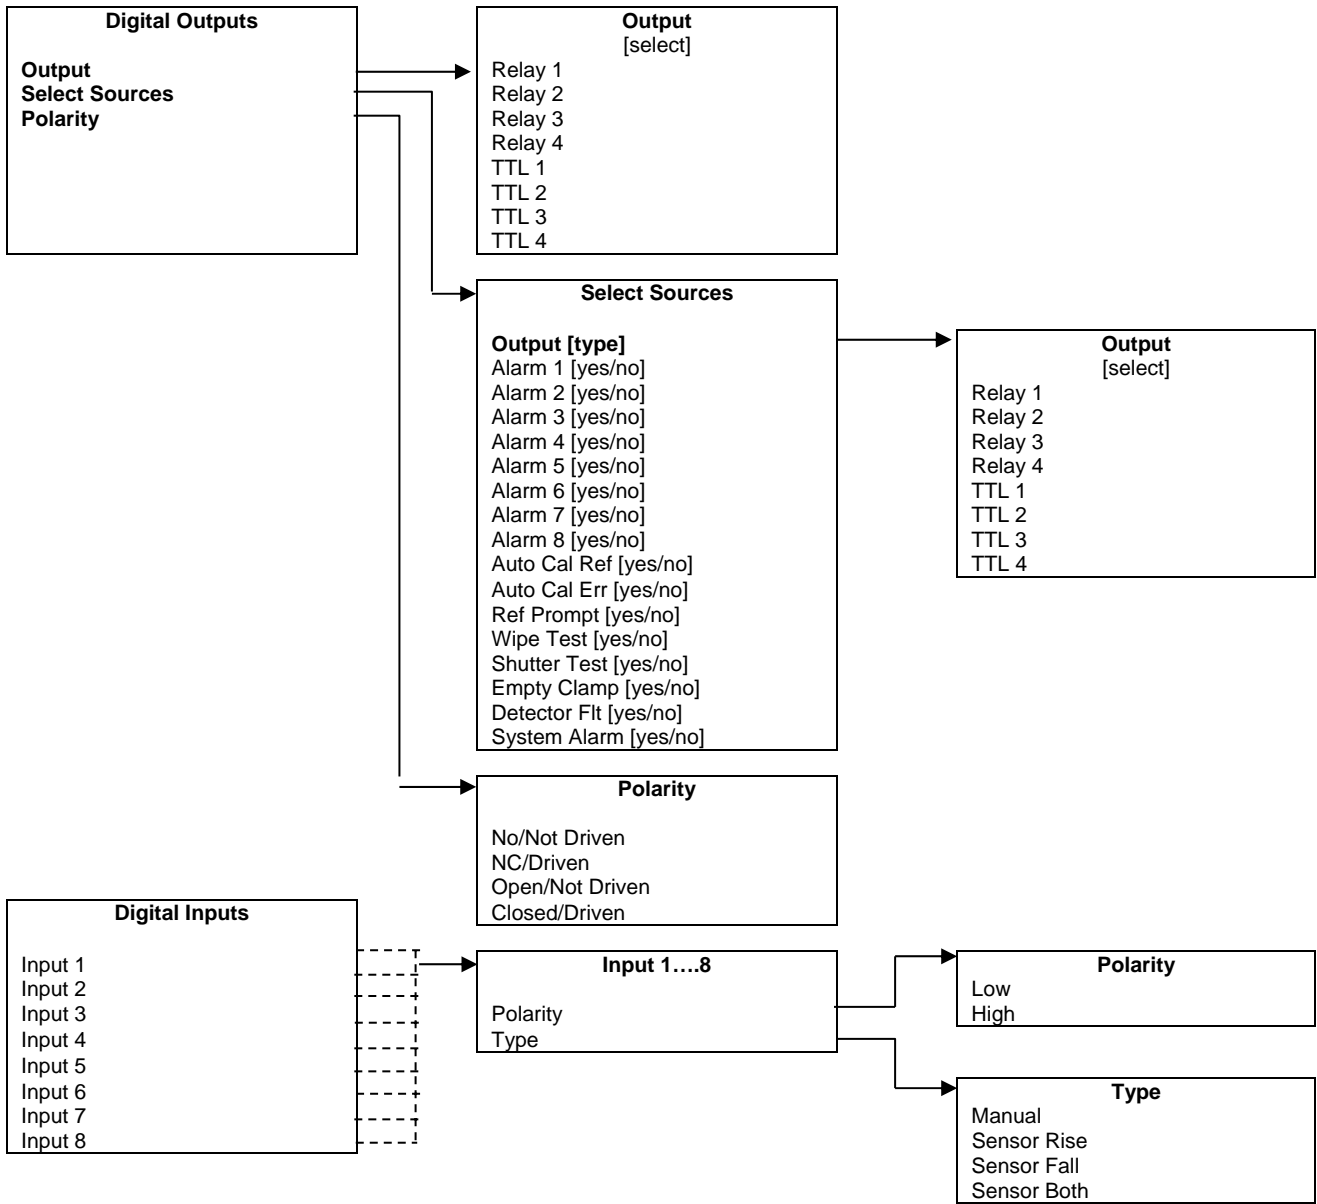 Digital Outputs
Output
Select Sources
Polarity
Output
[select]
Relay 1
Relay 2
Relay 3
Relay 4
TTL 1
TTL 2
TTL 3
TTL 4
Select Sources
Output [type]
Alarm 1 [yes/no]
Alarm 2 [yes/no]
Alarm 3 [yes/no]
Alarm 4 [yes/no]
Alarm 5 [yes/no]
Alarm 6 [yes/no]
Alarm 7 [yes/no]
Alarm 8 [yes/no]
Auto Cal Ref [yes/no]
Auto Cal Err [yes/no]
Ref Prompt [yes/no]
Wipe Test [yes/no]
Shutter Test [yes/no]
Empty Clamp [yes/no]
Detector Flt [yes/no]
System Alarm [yes/no]
Output
[select]
Relay 1
Relay 2
Relay 3
Relay 4
TTL 1
TTL 2
TTL 3
TTL 4
Polarity
No/Not Driven
NC/Driven
Open/Not Driven
Closed/Driven
Digital Inputs
Input 1
Input 2
Input 3
Input 4
Input 5
Input 6
Input 7
Input 8
Input 1....8
Polarity
Type
Polarity
Low
High
Type
Manual
Sensor Rise
Sensor Fall
Sensor Both